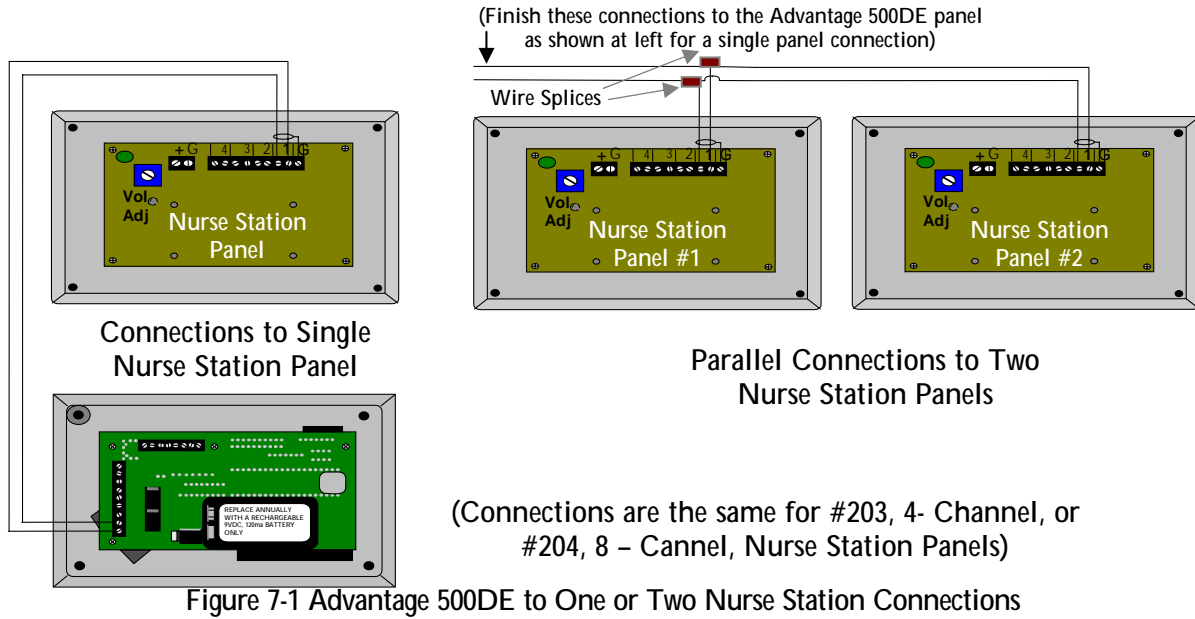 (Finish these connections to the Advantage 500DE panel
as shown at left for a single panel connection)
Wire Splices
+ G 4 3 2 1 G
Vol.
Adj
Nurse Station
Panel
+ G 4 3 2 1 G
Vol.
Adj
Nurse Station
Panel #1
+ G 4 3 2 1 G
Vol.
Adj
Nurse Station
Panel #2
Connections to Single
Nurse Station Panel
Parallel Connections to Two
Nurse Station Panels
REPLACE ANNUALLY
WITH A RECHARGEABLE
9VDC, 120ma BATTERY
ONLY
(Connections are the same for #203, 4- Channel, or
#204, 8 – Cannel, Nurse Station Panels)
Figure 7-1 Advantage 500DE to One or Two Nurse Station Connections